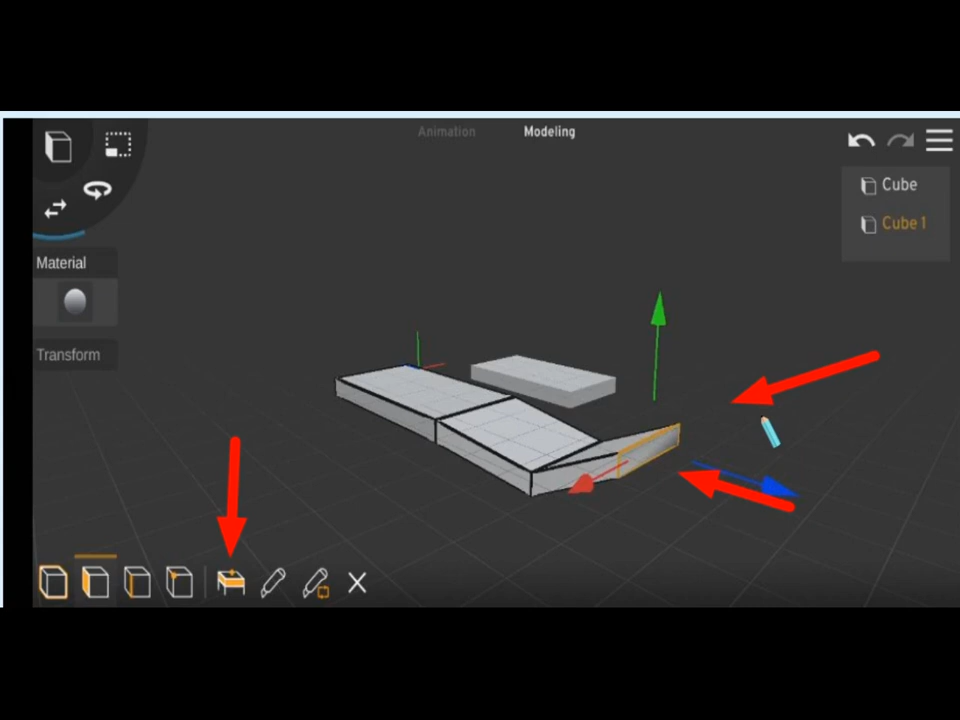 Animation
Modeling
Cube
Cube 1
Material
Transform